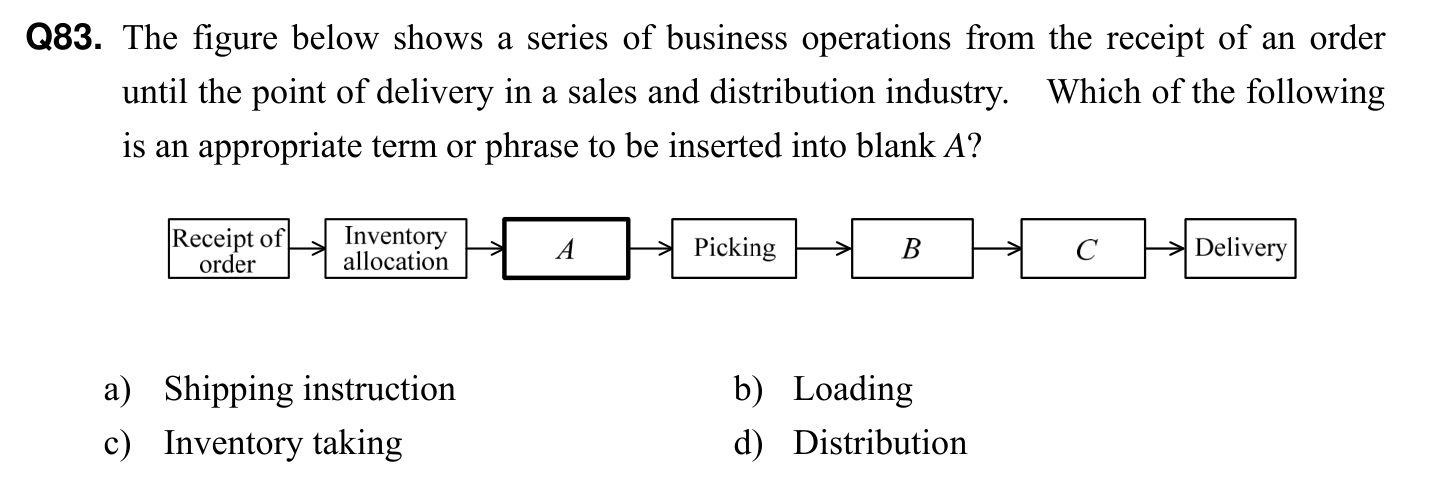 Q83. The figure below shows a series of business operations from the receipt of an order
until the point of delivery in a sales and distribution industry. Which of the following
is an appropriate term or phrase to be inserted into blank A?
Receipt of
order
Inventory
allocation
A
Picking
B
C
Delivery
a) Shipping instruction
b) Loading
c) Inventory taking
d) Distribution